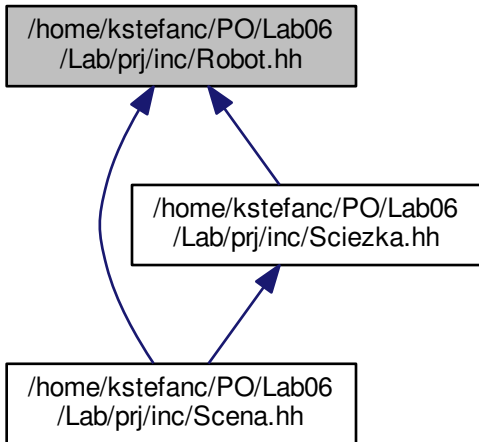 /home/kstefanc/PO/Lab06
/Lab/prj/inc/Robot.hh
/home/kstefanc/PO/Lab06
/Lab/prj/inc/Sciezka.hh
/home/kstefanc/PO/Lab06
/Lab/prj/inc/Scena.hh